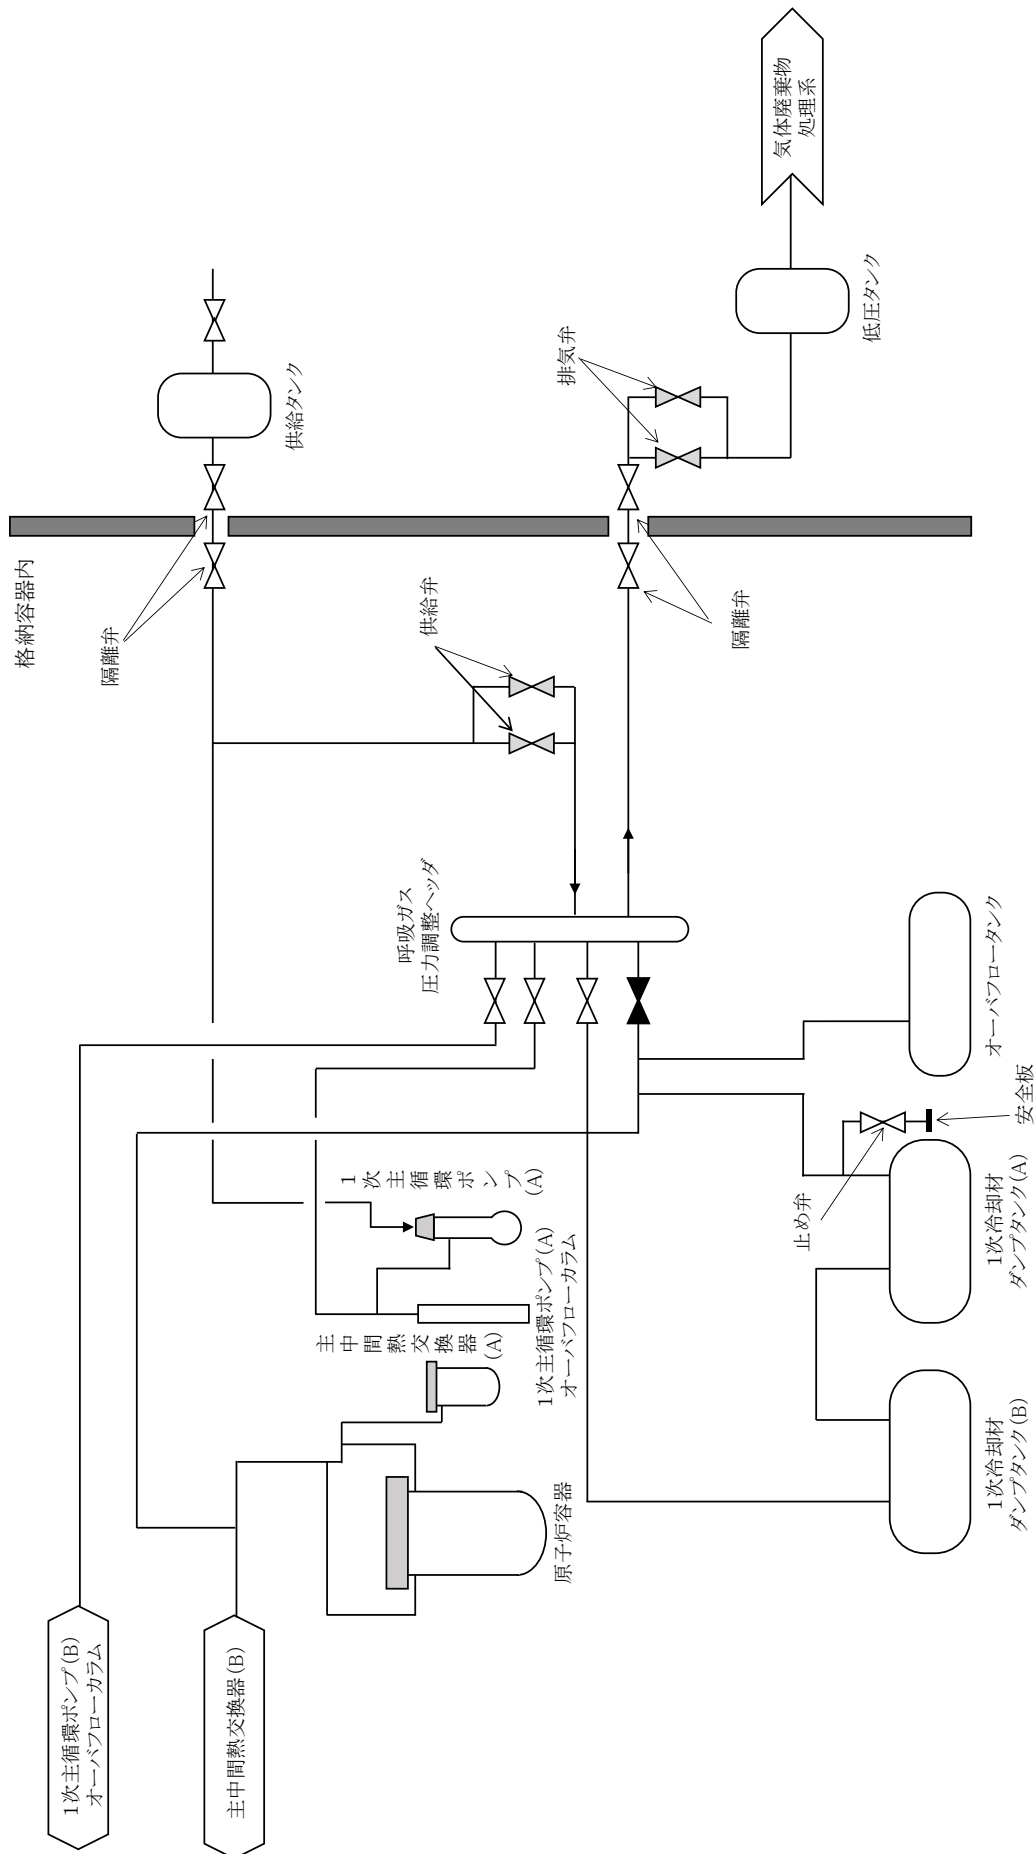 1次主循環ポンプ(B)
オーバフローカラム
主中間熱交換器(B)
格納容器内
隔離弁
供給タンク
供給弁
排気弁
隔離弁
低圧タンク
気体廃棄物
処理系
呼吸ガス
圧力調整ヘッダ
1次主循環ポンプ(A)
主中間熱交換器(A)
1次主循環ポンプ(A)
オーバフローカラム
原子炉容器
オーバフロータンク
安全板
止め弁
1次冷却材
ダンプタンク(A)
1次冷却材
ダンプタンク(B)